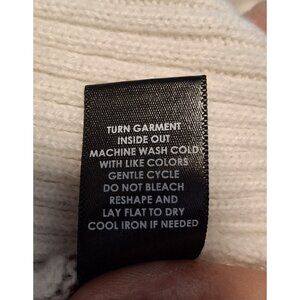 TURN GARMENT
INSIDE OUT
MACHINE WASH COLD
WITH LIKE COLORS
GENTLE CYCLE
DO NOT BLEACH
RESHAPE AND
LAY FLAT TO DRY
COOL IRON IF NEEDED